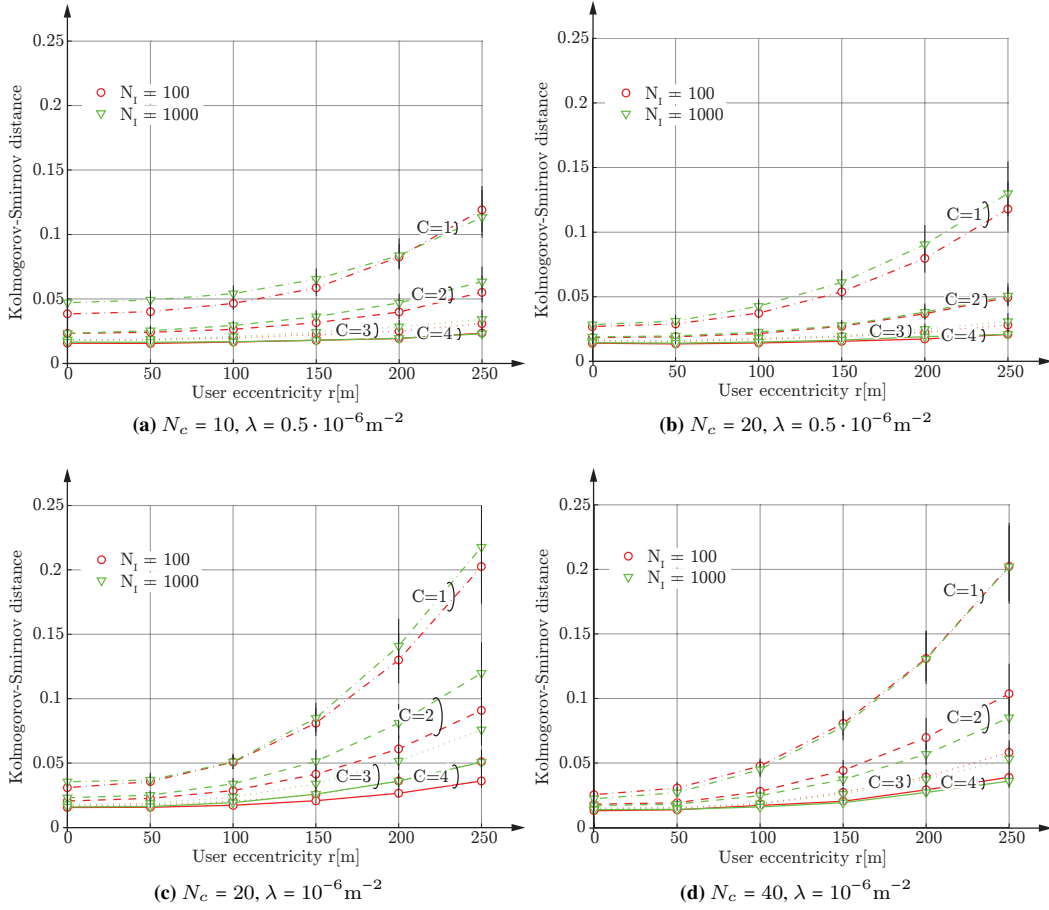 0.25
0.2
0.15
0.1
0.05
0
Kolmogorov-Smirnov distance
N_I = 100
N_I = 1000
C=1
C=2
C=3
C=4
0 50 100 150 200 250
User eccentricity r[m]
(a) N_c = 10, λ = 0.5 · 10^−6 m^−2
0.25
0.2
0.15
0.1
0.05
0
Kolmogorov-Smirnov distance
N_I = 100
N_I = 1000
C=1
C=2
C=3
C=4
0 50 100 150 200 250
User eccentricity r[m]
(b) N_c = 20, λ = 0.5 · 10^−6 m^−2
0.25
0.2
0.15
0.1
0.05
0
Kolmogorov-Smirnov distance
N_I = 100
N_I = 1000
C=1
C=2
C=3
C=4
0 50 100 150 200 250
User eccentricity r[m]
(c) N_c = 20, λ = 10^−6 m^−2
0.25
0.2
0.15
0.1
0.05
0
Kolmogorov-Smirnov distance
N_I = 100
N_I = 1000
C=1
C=2
C=3
C=4
0 50 100 150 200 250
User eccentricity r[m]
(d) N_c = 40, λ = 10^−6 m^−2